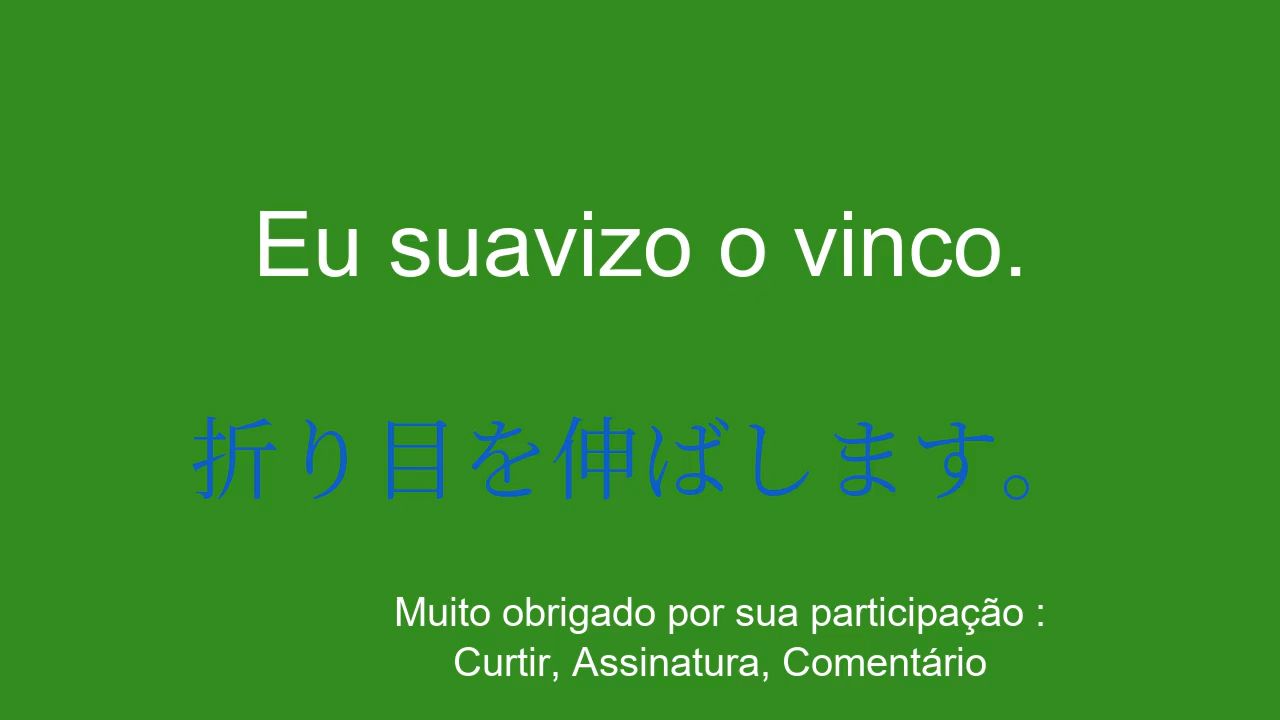 Eu suavizo o vinco.
折り目を伸ばします。
Muito obrigado por sua participação :
Curtir, Assinatura, Comentário